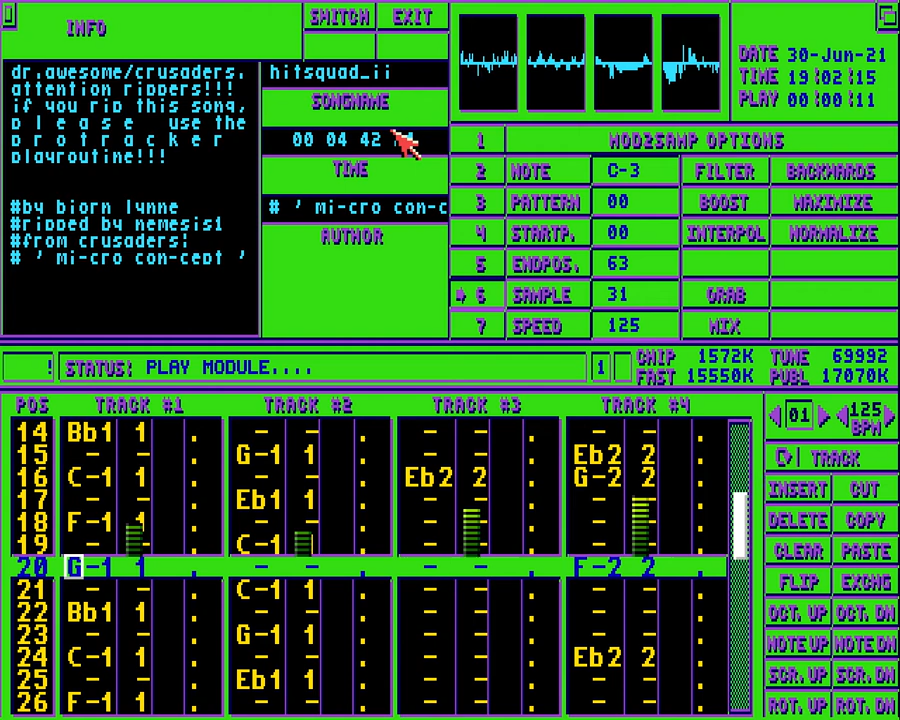 INFO
SWITCH EXIT
dr.awesome/crusaders.
attention rippers!!!
if you rip this song,
p l e a s e use the
p r o t r a c k e r
playroutine!!!
#by bjorn lynne
#ripped by nemesis1
#from crusaders!
# ' mi-cro con-cept '
hitsquad_ii
SONGNAME
00 04 42
TIME
# ' mi-cro con-c
AUTHOR
DATE 30-Jun-21
TIME 19:02:15
PLAY 00:00:11
1 MOD2SAMP OPTIONS
2 NOTE C-3 FILTER BACKWARDS
3 PATTERN 00 BOOST MAXIMIZE
4 STARTP. 00 INTERPOL NORMALIZE
5 ENDPOS. 63
6 SAMPLE 31 GRAB
7 SPEED 125 MIX
! STATUS: PLAY MODULE.... 1
CHIP 1572K TUNE 69992
FAST 15550K PUBL 17070K
POS TRACK #1 TRACK #2 TRACK #3 TRACK #4
14 Bb1 1 . - - . - - . - - .
15 - - . G-1 1 . - - . Eb2 2 .
16 C-1 1 . - - . Eb2 2 . G-2 2 .
17 - - . Eb1 1 . - - . - - .
18 F-1 1 . - - . - - . - - .
19 - - . C-1 . - - . - - .
20 G-1 1 . - - . - - . F-2 2 .
21 - - . C-1 1 . - - . - - .
22 Bb1 1 . - - . - - . - - .
23 - - . G-1 1 . - - . - - .
24 C-1 1 . - - . - - . Eb2 2 .
25 - - . Eb1 1 . - - . - - .
26 F-1 1 . - - . - - . - - .
01 125 BPM
TRACK
INSERT CUT
DELETE COPY
CLEAR PASTE
FLIP EXCHG
OCT. UP OCT. DN
NOTE UP NOTE DN
SCR. UP SCR. DN
ROT. UP ROT. DN